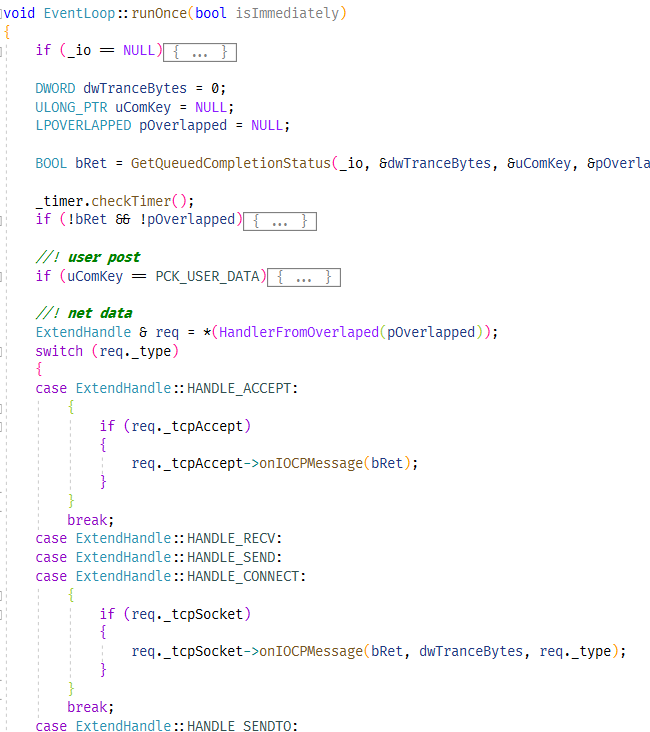 void EventLoop::runOnce(bool isImmediately)
{
if (_io == NULL){ ... }
DWORD dwTranceBytes = 0;
ULONG_PTR uComKey = NULL;
LPOVERLAPPED pOverlapped = NULL;
BOOL bRet = GetQueuedCompletionStatus(_io, &dwTranceBytes, &uComKey, &pOverla
_timer.checkTimer();
if (!bRet && !pOverlapped){ ... }
//! user post
if (uComKey == PCK_USER_DATA){ ... }
//! net data
ExtendHandle & req = *(HandlerFromOverlaped(pOverlapped));
switch (req._type)
{
case ExtendHandle::HANDLE_ACCEPT:
{
if (req._tcpAccept)
{
req._tcpAccept->onIOCPMessage(bRet);
}
}
break;
case ExtendHandle::HANDLE_RECV:
case ExtendHandle::HANDLE_SEND:
case ExtendHandle::HANDLE_CONNECT:
{
if (req._tcpSocket)
{
req._tcpSocket->onIOCPMessage(bRet, dwTranceBytes, req._type);
}
}
break;
case ExtendHandle::HANDLE_SENDTO: